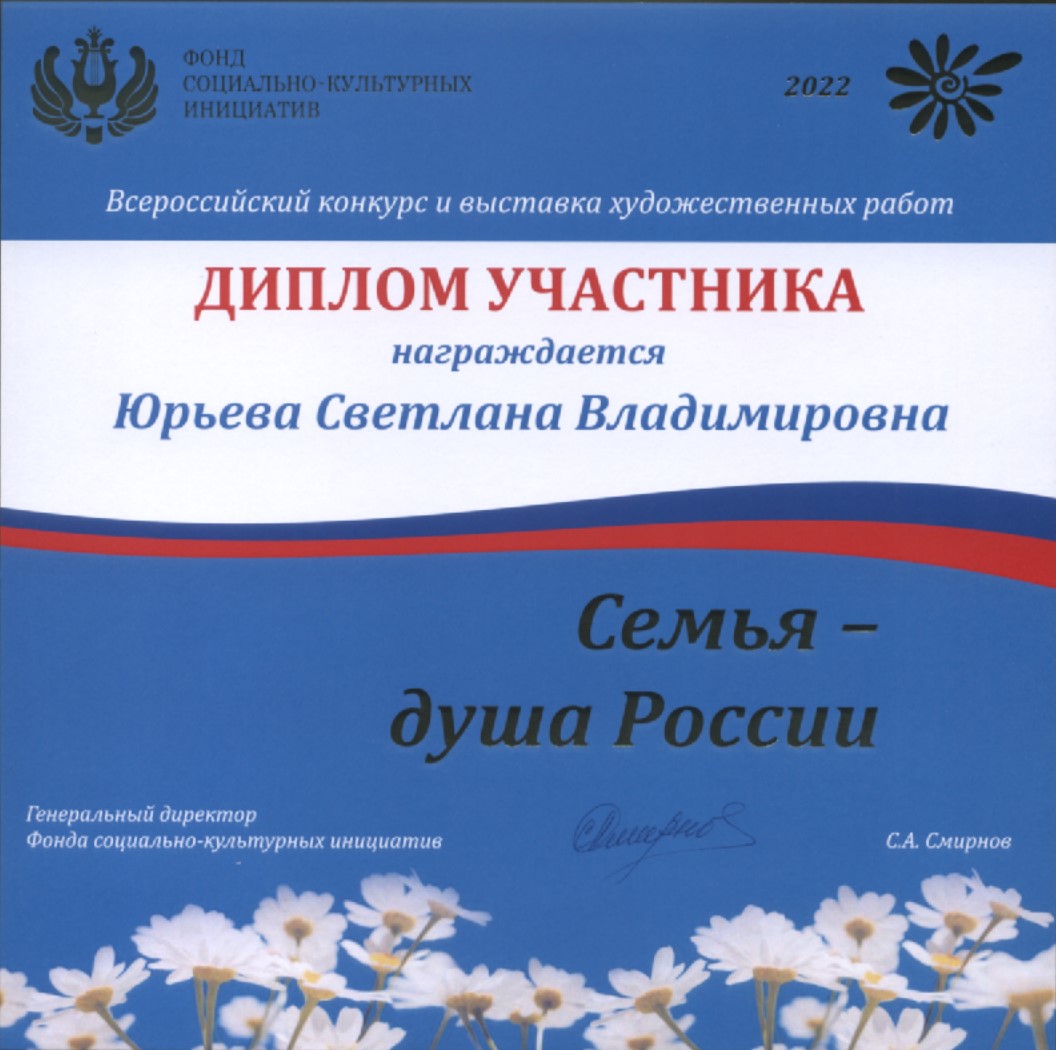 ФОНД
СОЦИАЛЬНО-КУЛЬТУРНЫХ
ИНИЦИАТИВ
2022
Всероссийский конкурс и выставка художественных работ
ДИПЛОМ УЧАСТНИКА
награждается
Юрьева Светлана Владимировна
Семья –
душа России
Генеральный директор
Фонда социально-культурных инициатив
С.А. Смирнов